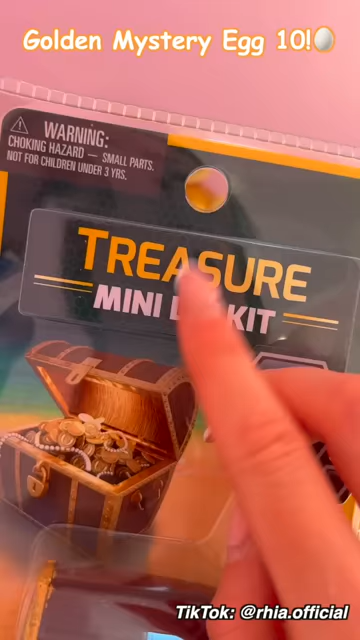 Golden Mystery Egg 10!🥚
WARNING:
CHOKING HAZARD — SMALL PARTS.
NOT FOR CHILDREN UNDER 3 YRS.
TREASURE
MINI KIT
TikTok: @rhia.official